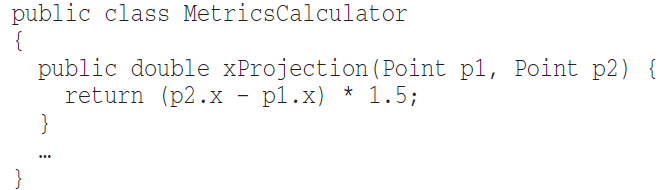 public class MetricsCalculator
{
  public double xProjection(Point p1, Point p2) {
    return (p2.x – p1.x) * 1.5;
  }
  …
}